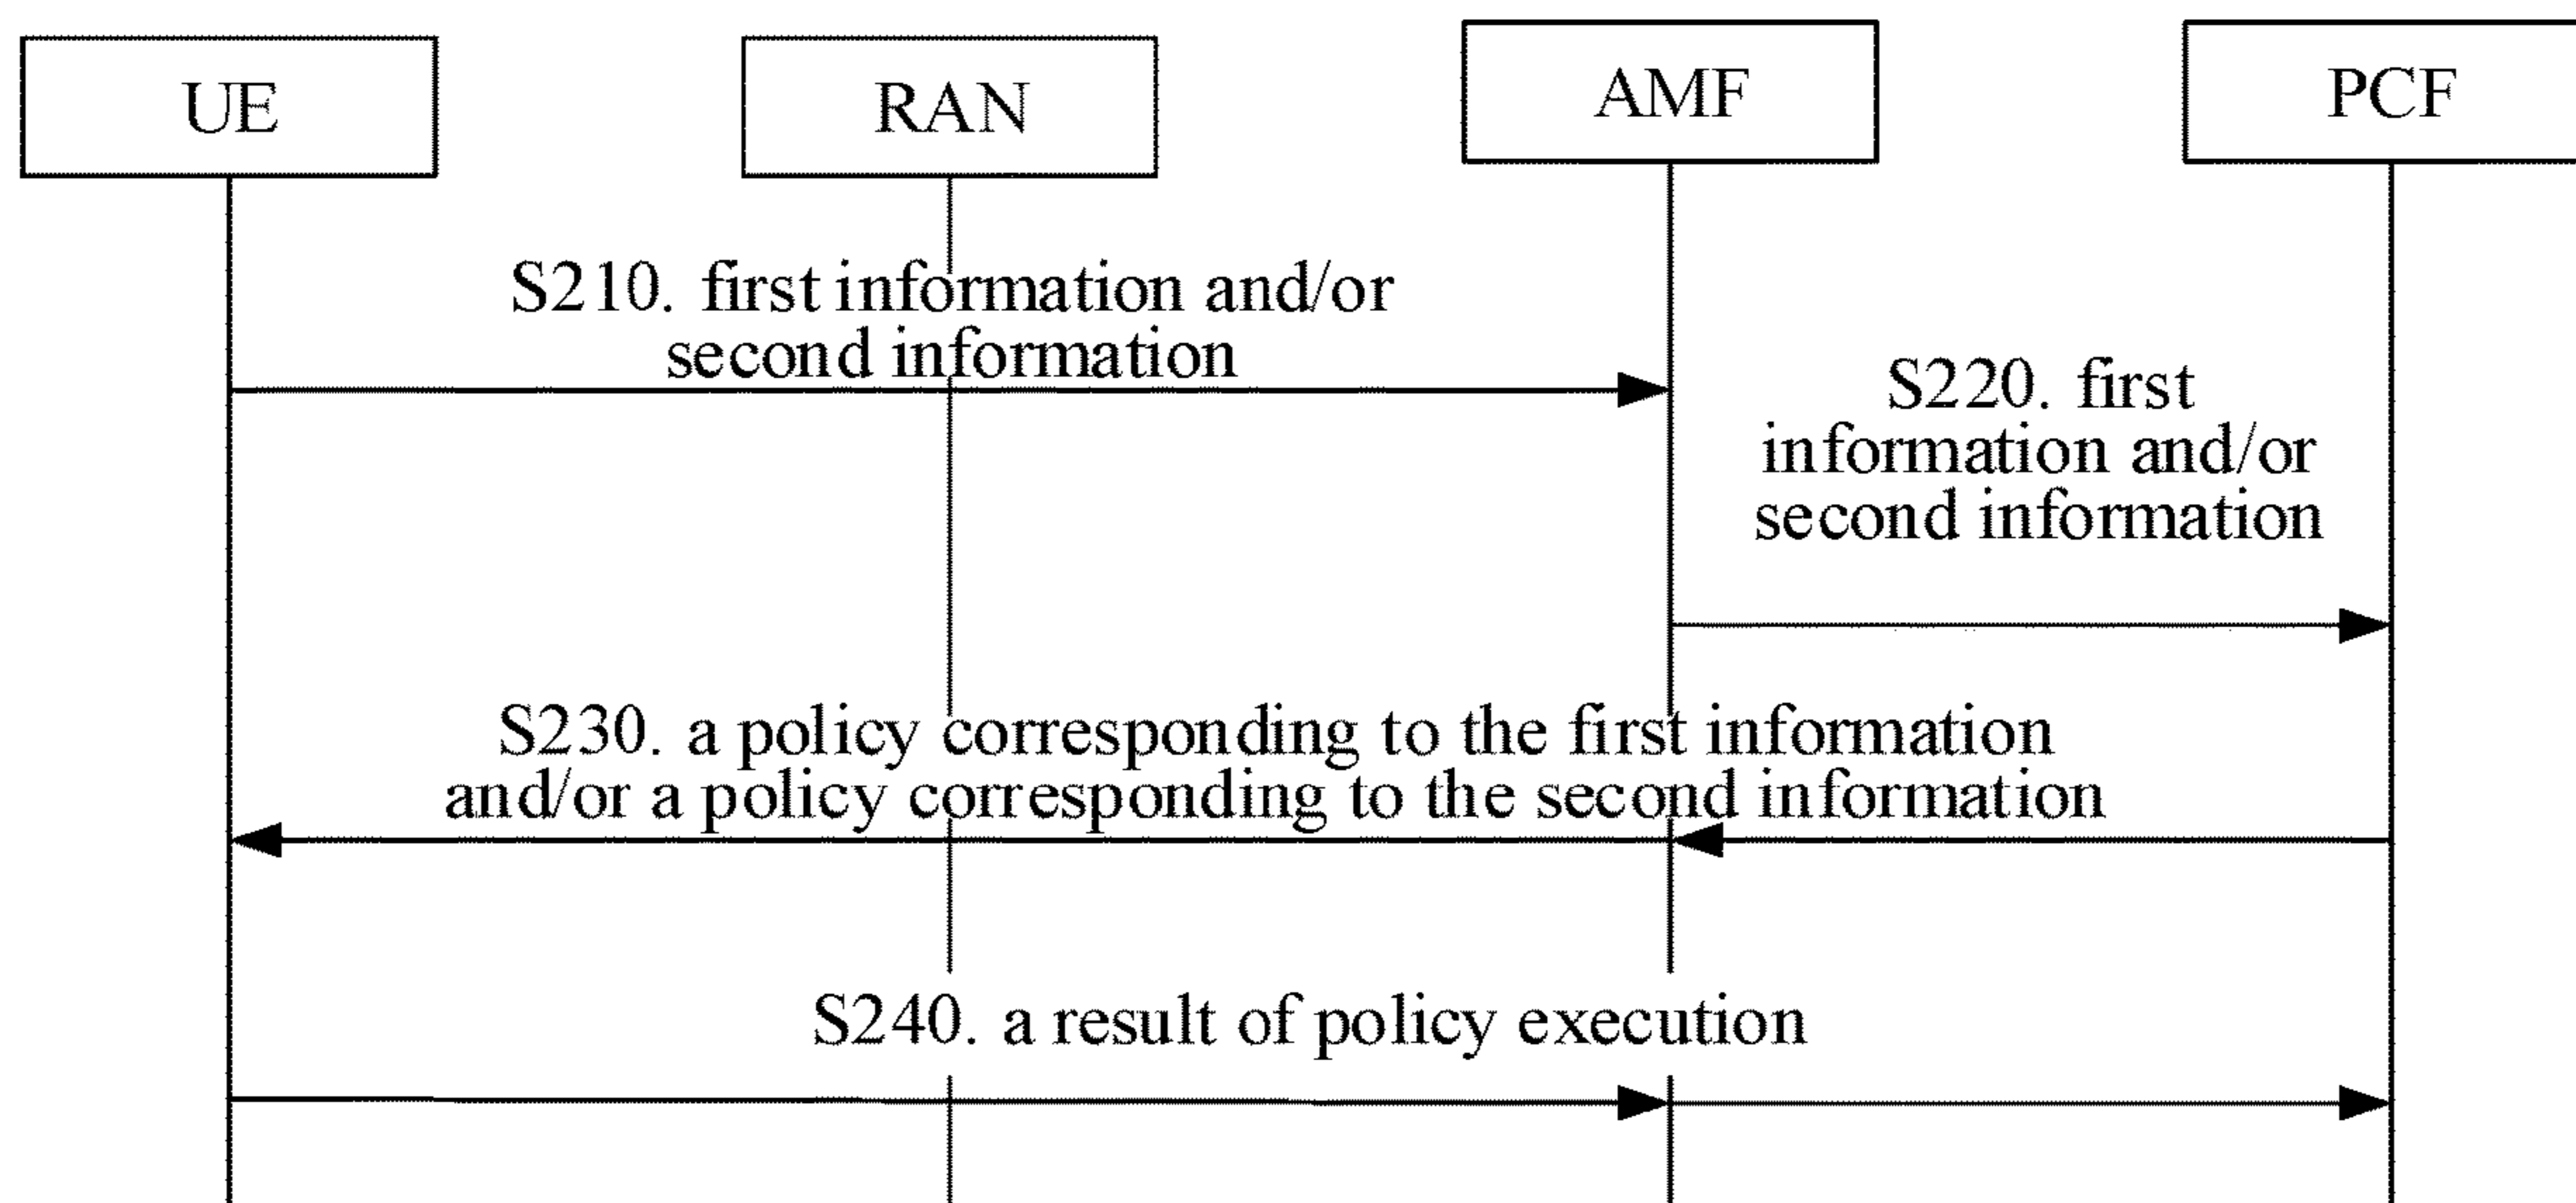 UE
RAN
AMF
PCF
S210. first information and/or
second information
S220. first
information and/or
second information
S230. a policy corresponding to the first information
and/or a policy corresponding to the second information
S240. a result of policy execution